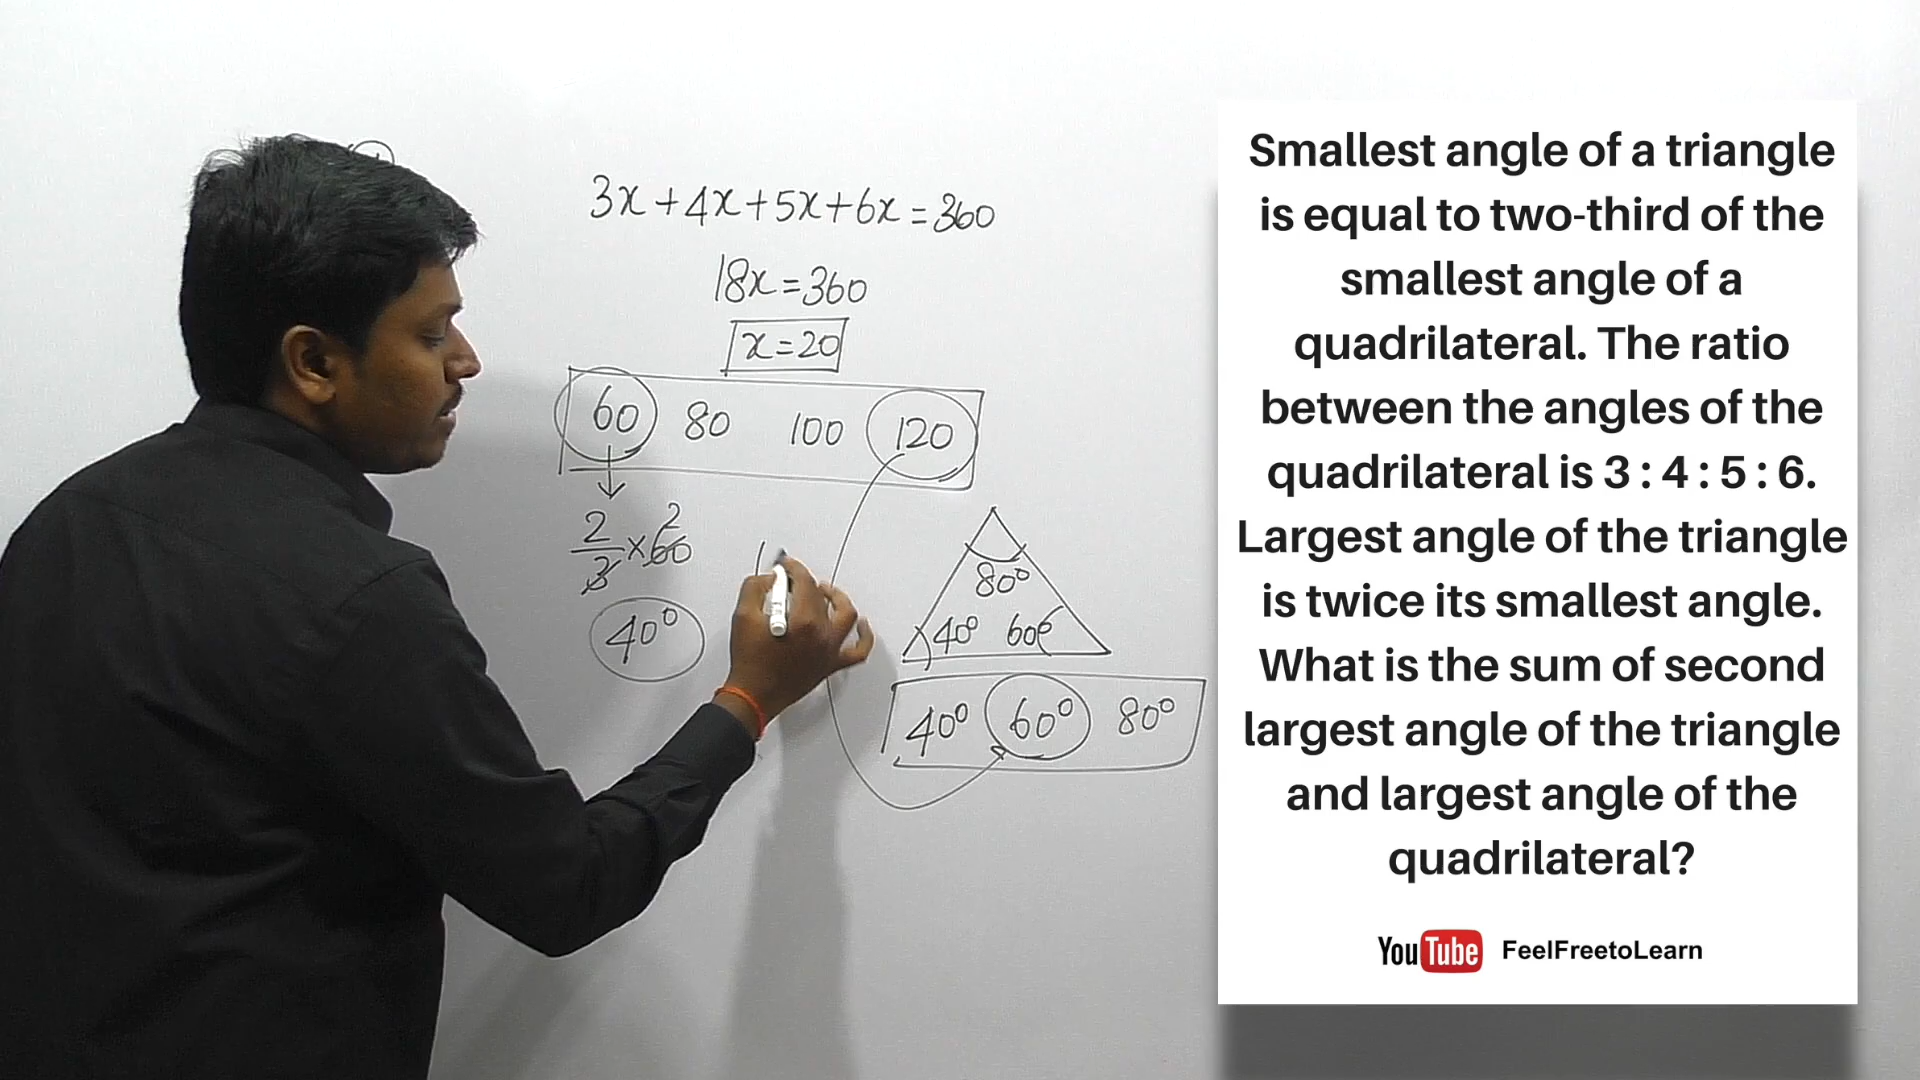 3x+4x+5x+6x=360
18x=360
x=20
60 80 100 120
2/3 × 60 2
40°
80°
40° 60°
40° 60° 80°
Smallest angle of a triangle
is equal to two-third of the
smallest angle of a
quadrilateral. The ratio
between the angles of the
quadrilateral is 3 : 4 : 5 : 6.
Largest angle of the triangle
is twice its smallest angle.
What is the sum of second
largest angle of the triangle
and largest angle of the
quadrilateral?
YouTube FeelFreetoLearn